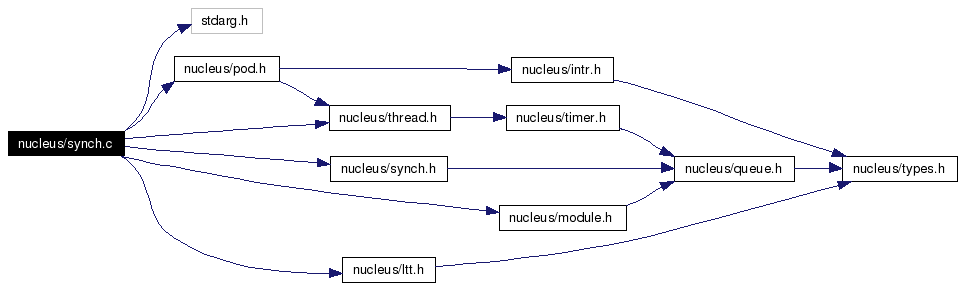 stdarg.h
nucleus/pod.h
nucleus/intr.h
nucleus/thread.h
nucleus/timer.h
nucleus/synch.c
nucleus/synch.h
nucleus/queue.h
nucleus/types.h
nucleus/module.h
nucleus/ltt.h